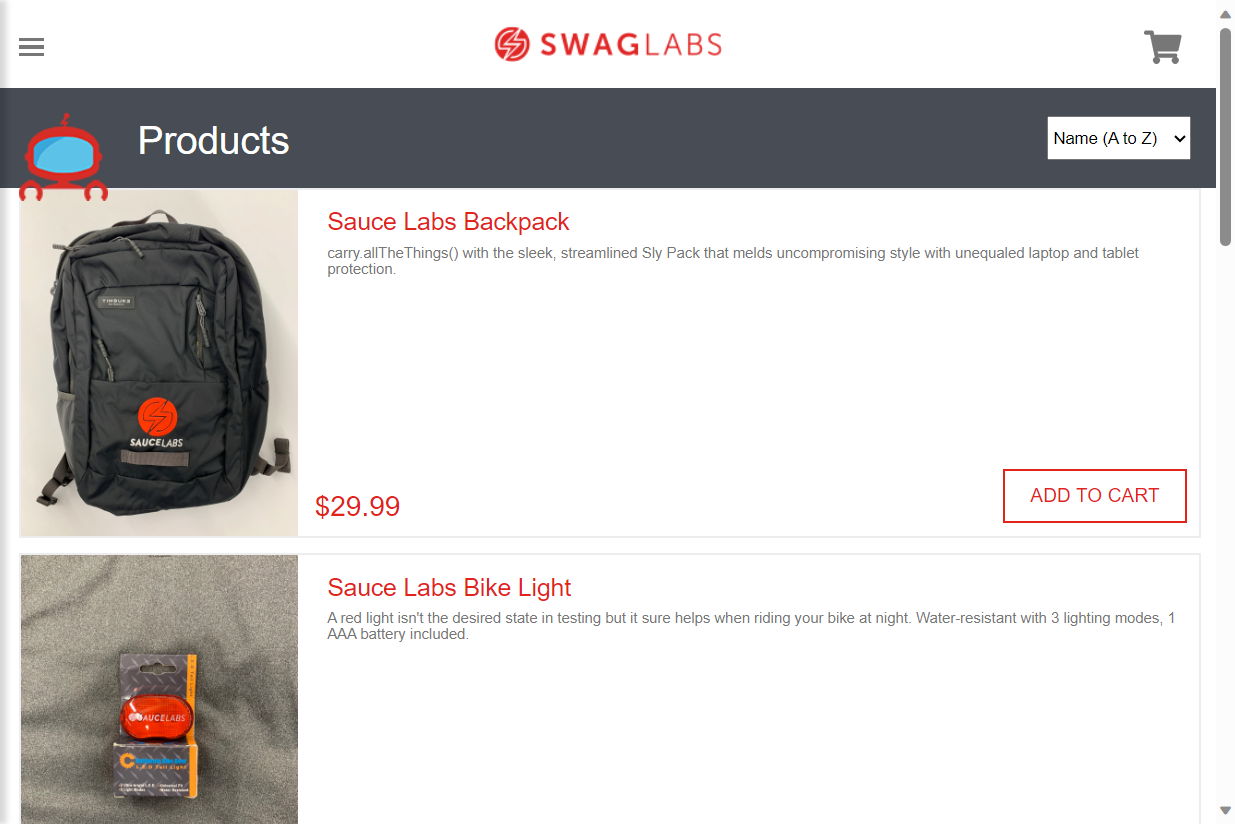 SWAGLABS
Products
Name (A to Z)
Sauce Labs Backpack
carry.allTheThings() with the sleek, streamlined Sly Pack that melds uncompromising style with unequaled laptop and tablet
protection.
TIMBUK2
SAUCELABS
$29.99
ADD TO CART
Sauce Labs Bike Light
A red light isn't the desired state in testing but it sure helps when riding your bike at night. Water-resistant with 3 lighting modes, 1
AAA battery included.
SAUCELABS